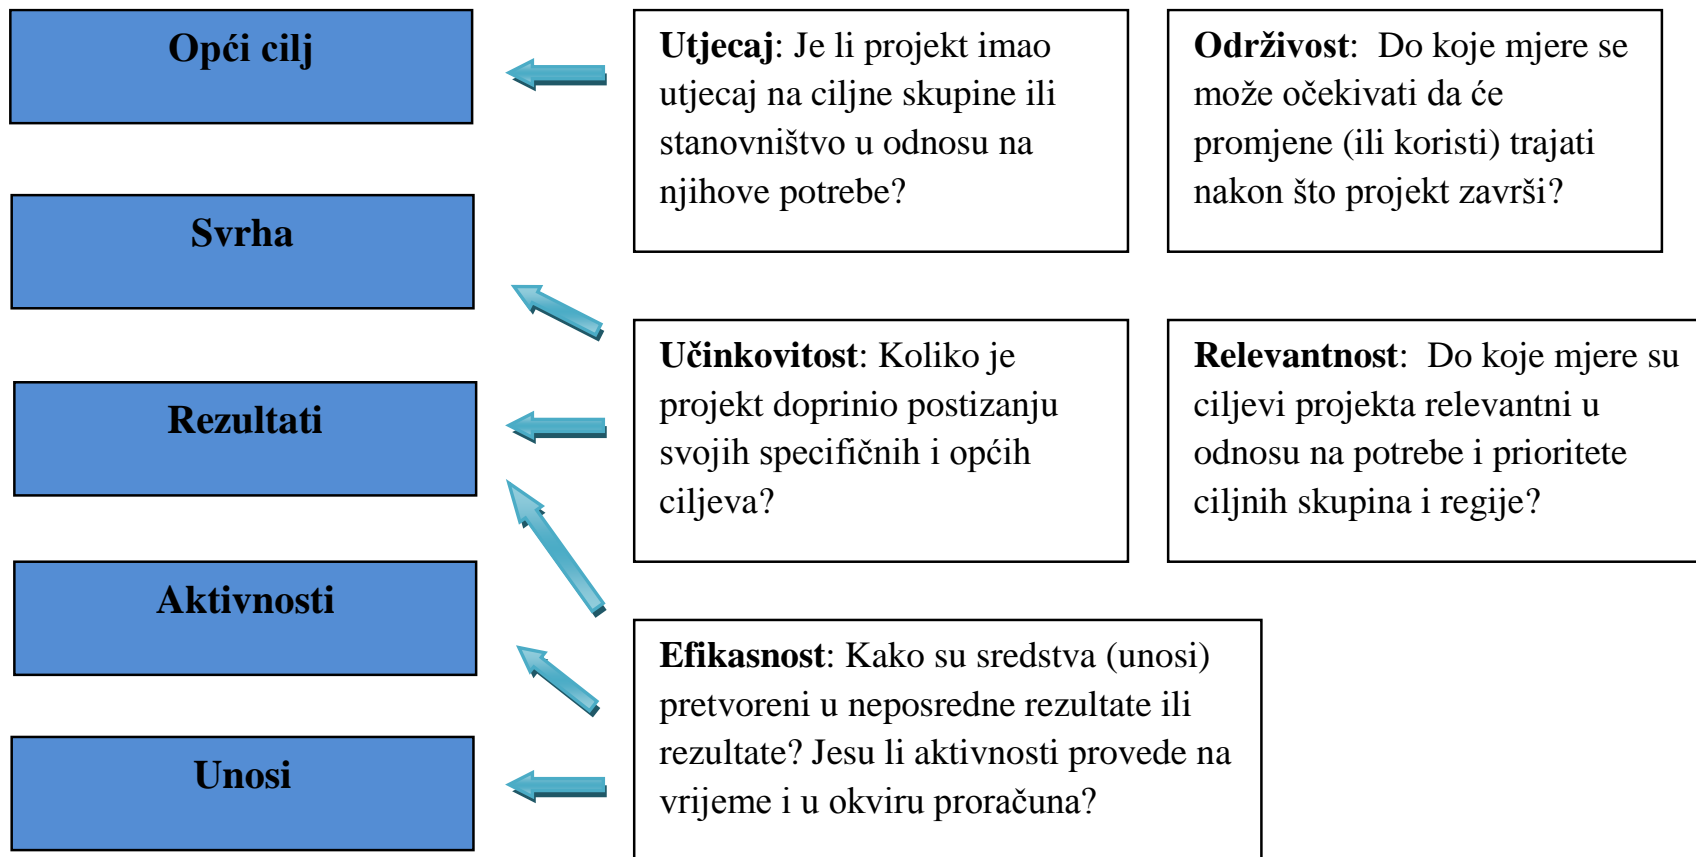 Opći cilj
Svrha
Rezultati
Aktivnosti
Unosi
Utjecaj: Je li projekt imao
utjecaj na ciljne skupine ili
stanovništvo u odnosu na
njihove potrebe?
Održivost:  Do koje mjere se
može očekivati da će
promjene (ili koristi) trajati
nakon što projekt završi?
Učinkovitost: Koliko je
projekt doprinio postizanju
svojih specifičnih i općih
ciljeva?
Relevantnost:  Do koje mjere su
ciljevi projekta relevantni u
odnosu na potrebe i prioritete
ciljnih skupina i regije?
Efikasnost: Kako su sredstva (unosi)
pretvoreni u neposredne rezultate ili
rezultate? Jesu li aktivnosti provede na
vrijeme i u okviru proračuna?